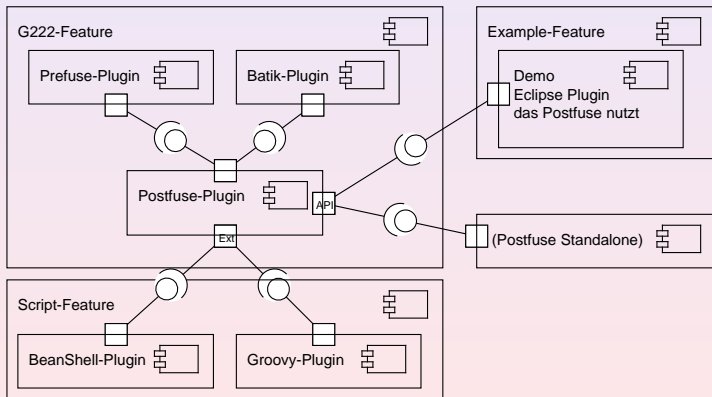 G222-Feature
Prefuse-Plugin
Batik-Plugin
Postfuse-Plugin
API
Ext
Example-Feature
Demo
Eclipse Plugin
das Postfuse nutzt
(Postfuse Standalone)
Script-Feature
BeanShell-Plugin
Groovy-Plugin